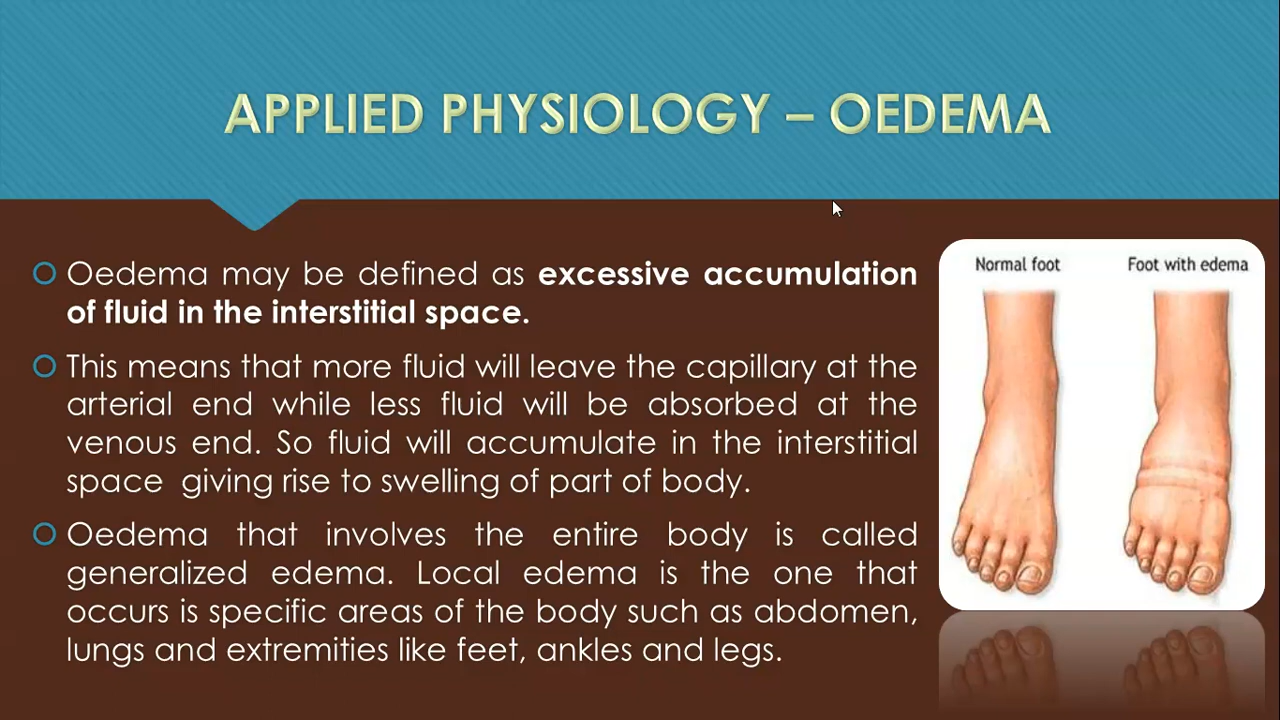 APPLIED PHYSIOLOGY – OEDEMA
Oedema may be defined as excessive accumulation
of fluid in the interstitial space.
This means that more fluid will leave the capillary at the
arterial end while less fluid will be absorbed at the
venous end. So fluid will accumulate in the interstitial
space giving rise to swelling of part of body.
Oedema that involves the entire body is called
generalized edema. Local edema is the one that
occurs is specific areas of the body such as abdomen,
lungs and extremities like feet, ankles and legs.
Normal foot
Foot with edema